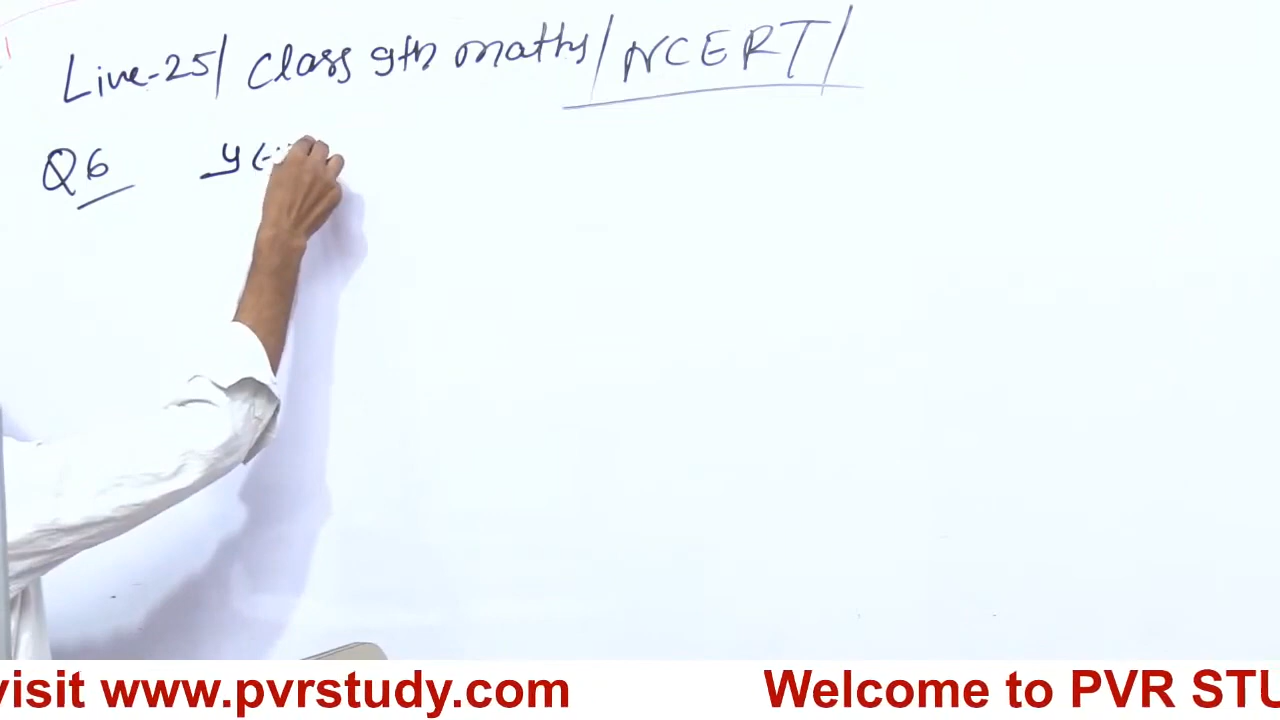 Live-25/ Class 9th maths/NCERT/
Q6 y(-
visit www.pvrstudy.com Welcome to PVR STU